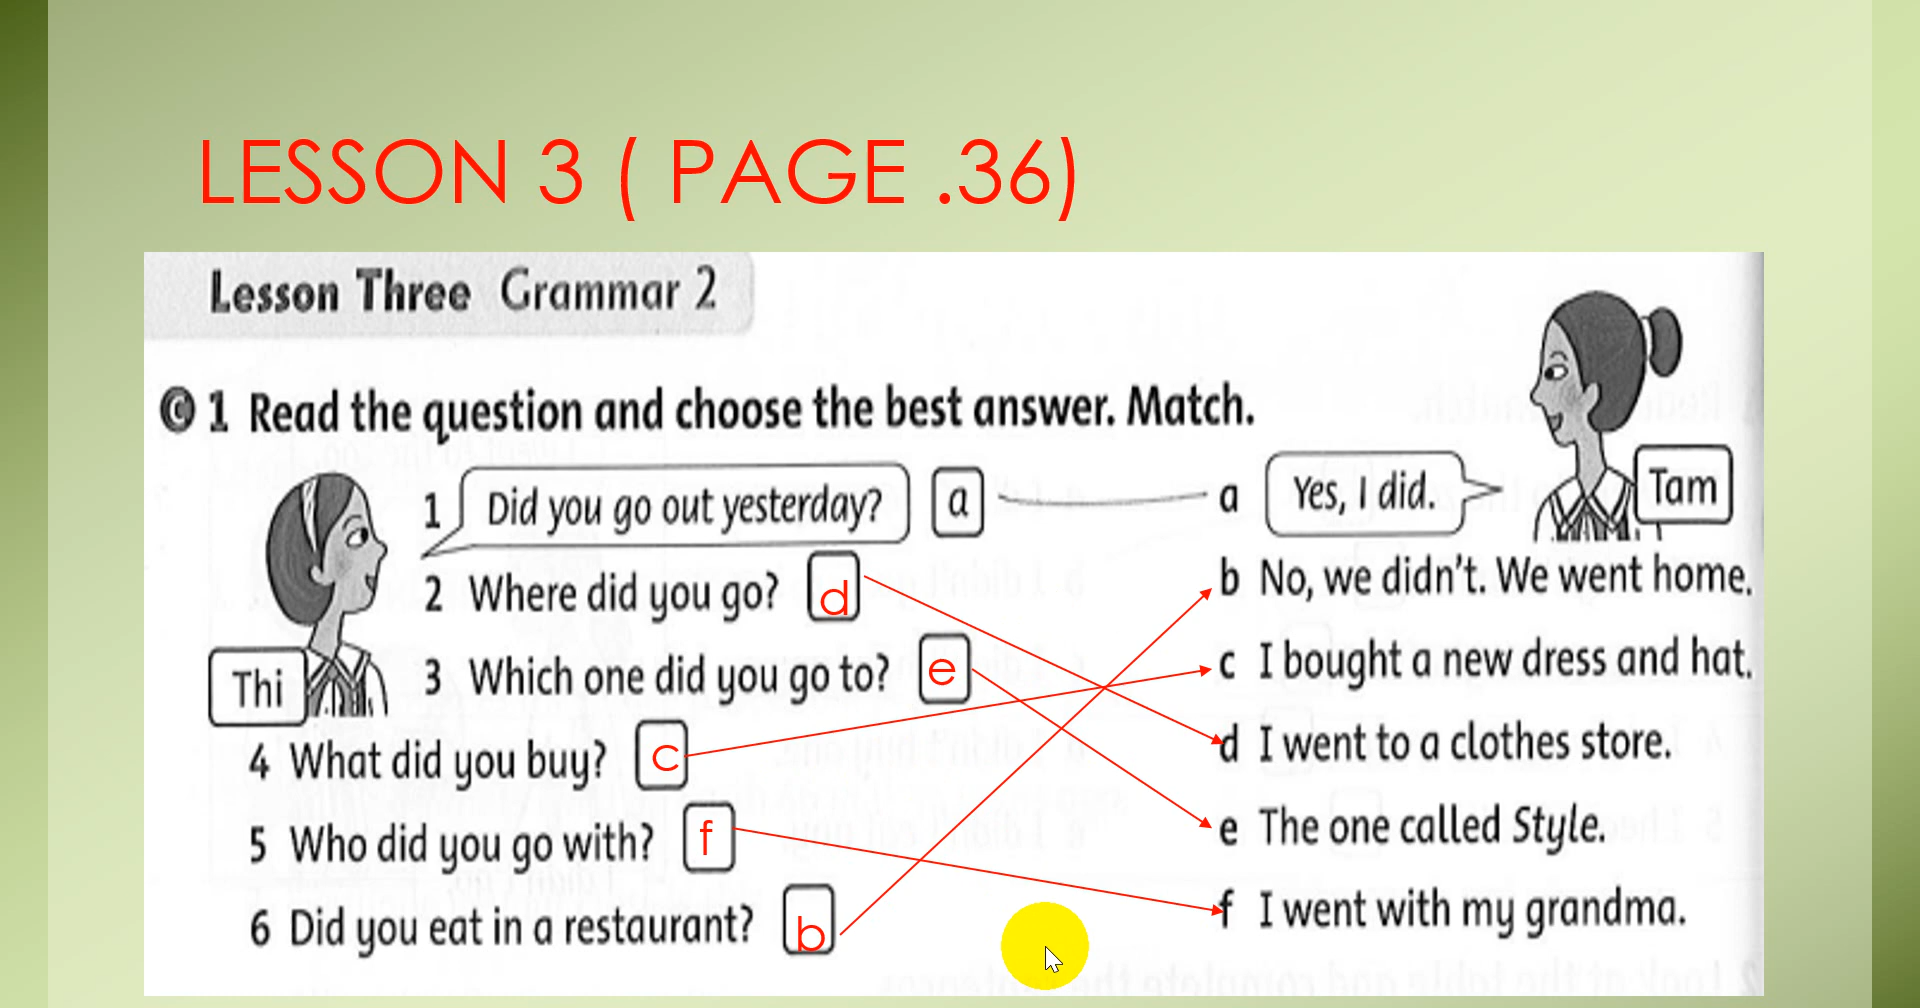 LESSON 3 ( PAGE .36)
Lesson Three Grammar 2
C 1 Read the question and choose the best answer. Match.
1 Did you go out yesterday? a
a Yes, I did.
Tam
2 Where did you go? d
b No, we didn't. We went home.
Thi
3 Which one did you go to? e
c I bought a new dress and hat.
4 What did you buy? c
d I went to a clothes store.
5 Who did you go with? f
e The one called Style.
6 Did you eat in a restaurant? b
f I went with my grandma.